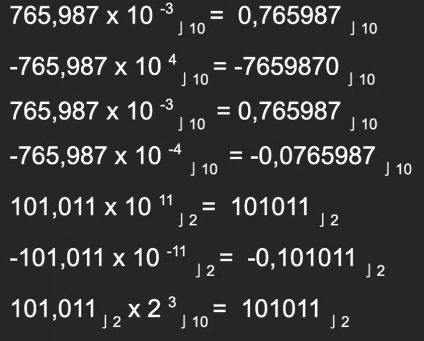 765,987 x 10 ⁻³ ⌋ 10 = 0,765987 ⌋ 10
-765,987 x 10 ⁴ ⌋ 10 = -7659870 ⌋ 10
765,987 x 10 ⁻³ ⌋ 10 = 0,765987 ⌋ 10
-765,987 x 10 ⁻⁴ ⌋ 10 = -0,0765987 ⌋ 10
101,011 x 10 ¹¹ ⌋ 2 = 101011 ⌋ 2
-101,011 x 10 ⁻¹¹ ⌋ 2 = -0,101011 ⌋ 2
101,011 ⌋ 2 x 2 ³ ⌋ 10 = 101011 ⌋ 2